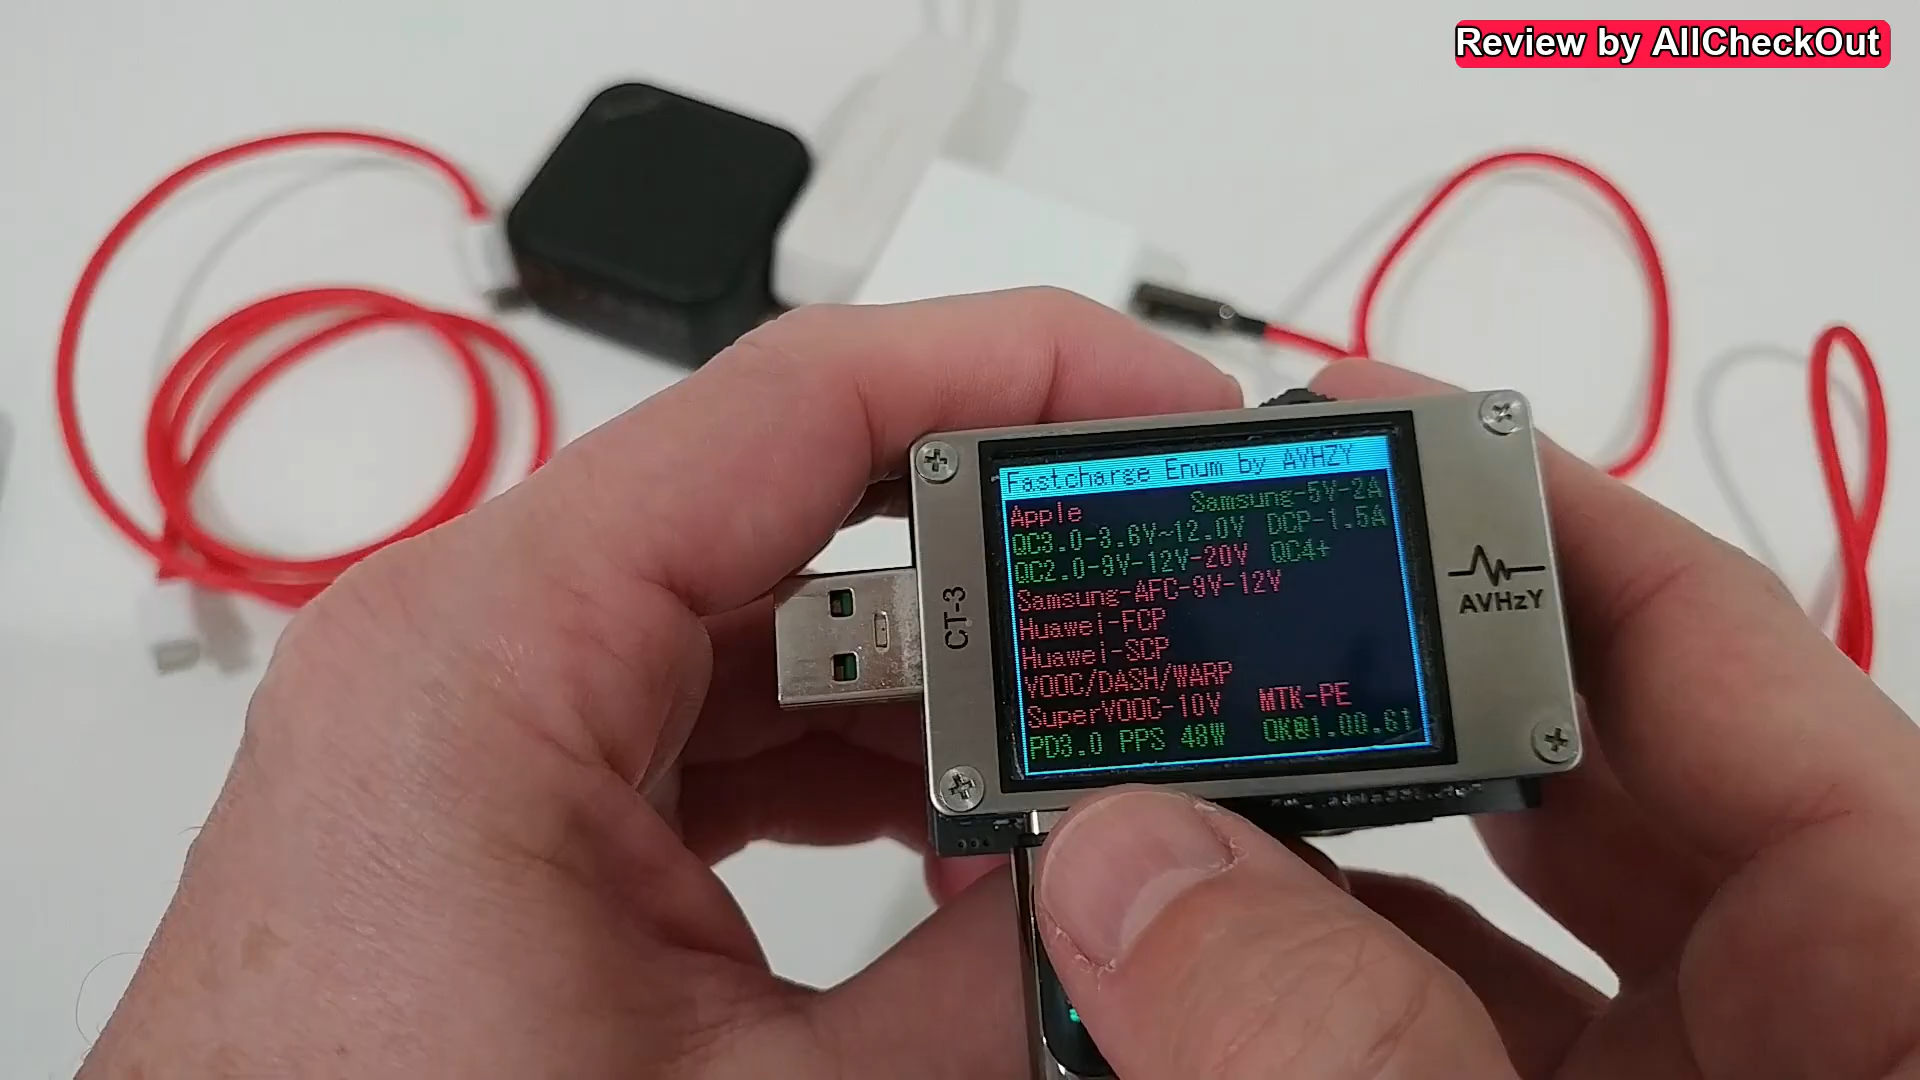 Review by AllCheckOut
Fastcharge Enum by AVHZY
Apple Samsung-5V-2A
QC3.0-3.6V~12.0V DCP-1.5A
QC2.0-9V-12V-20V QC4+
Samsung-AFC-9V-12V
Huawei-FCP
Huawei-SCP
VOOC/DASH/WARP
SuperVOOC-10V MTK-PE
PD3.0 PPS 48W OK@1.00.61
CT-3
AVHzY